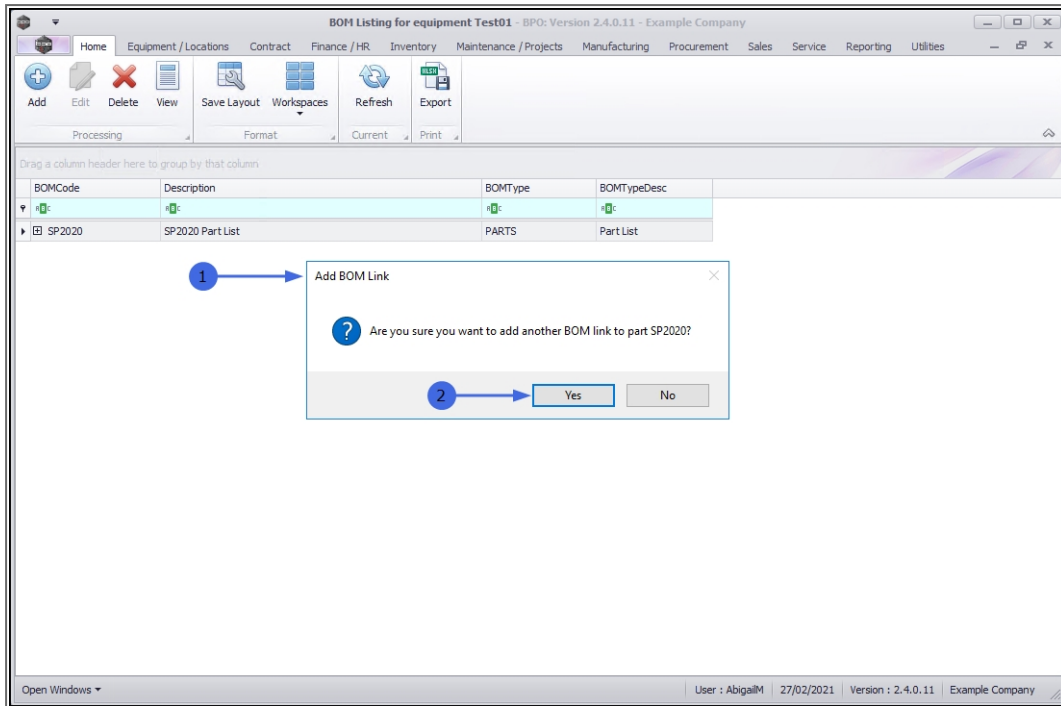 BOM Listing for equipment Test01 - BPO: Version 2.4.0.11 - Example Company
Home Equipment / Locations Contract Finance / HR Inventory Maintenance / Projects Manufacturing Procurement Sales Service Reporting Utilities
Add Edit Delete View Save Layout Workspaces Refresh Export
Processing Format Current Print
Drag a column header here to group by that column
BOMCode Description BOMType BOMTypeDesc
SP2020 SP2020 Part List PARTS Part List
1 Add BOM Link
Are you sure you want to add another BOM link to part SP2020?
2 Yes No
Open Windows User : AbigailM 27/02/2021 Version : 2.4.0.11 Example Company